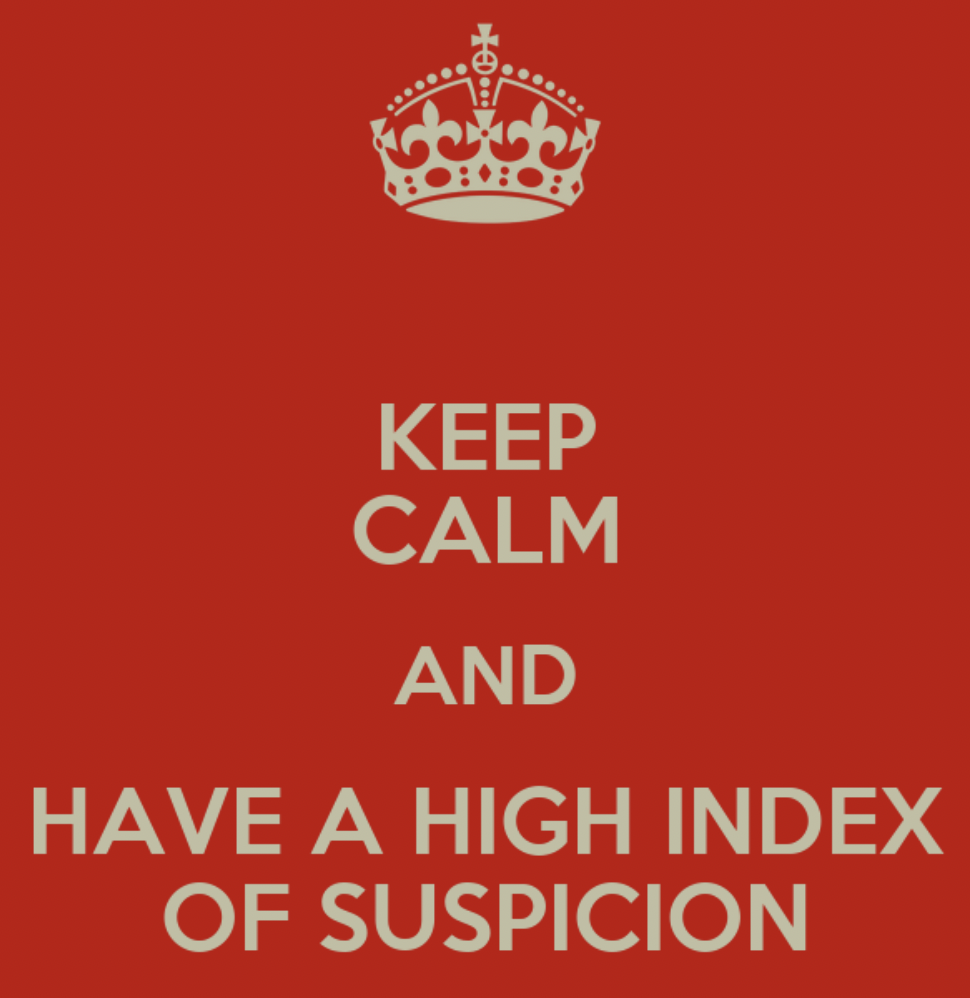 KEEP
CALM
AND
HAVE A HIGH INDEX
OF SUSPICION